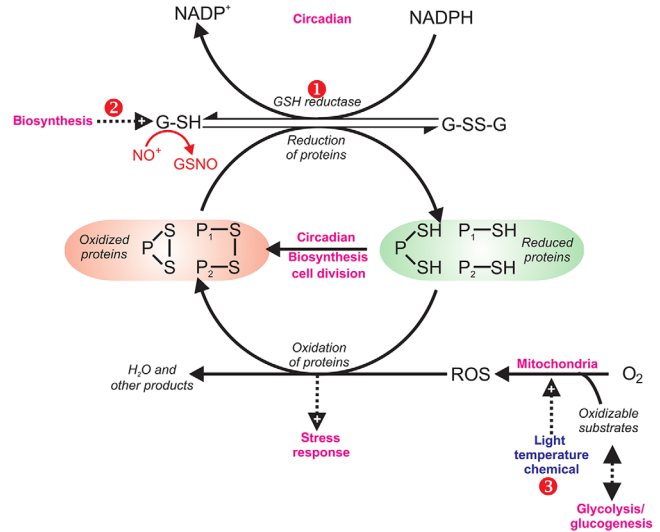 NADP+
Circadian
NADPH
1
GSH reductase
2
Biosynthesis
+
G-SH
G-SS-G
NO+
GSNO
Reduction
of proteins
Oxidized
proteins
P
S
S
P1
S
P2
S
Circadian
Biosynthesis
cell division
P
SH
SH
P1
SH
P2
SH
Reduced
proteins
Oxidation
of proteins
H2O and
other products
ROS
Mitochondria
O2
+
Oxidizable
substrates
+
Stress
response
Light
temperature
chemical
3
Glycolysis/
glucogenesis